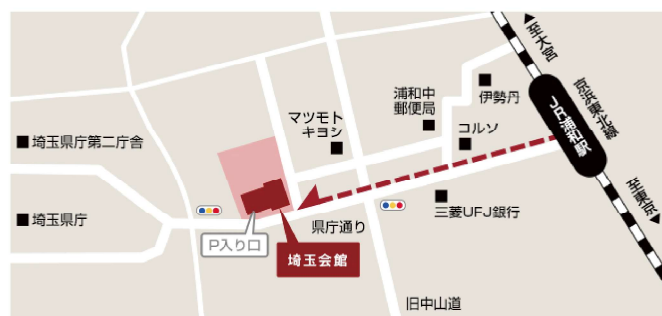 至大宮
京浜東北線
JR浦和駅
至東京
伊勢丹
浦和中
郵便局
コルソ
マツモト
キヨシ
埼玉県庁第二庁舎
埼玉県庁
三菱UFJ銀行
県庁通り
P入り口
埼玉会館
旧中山道